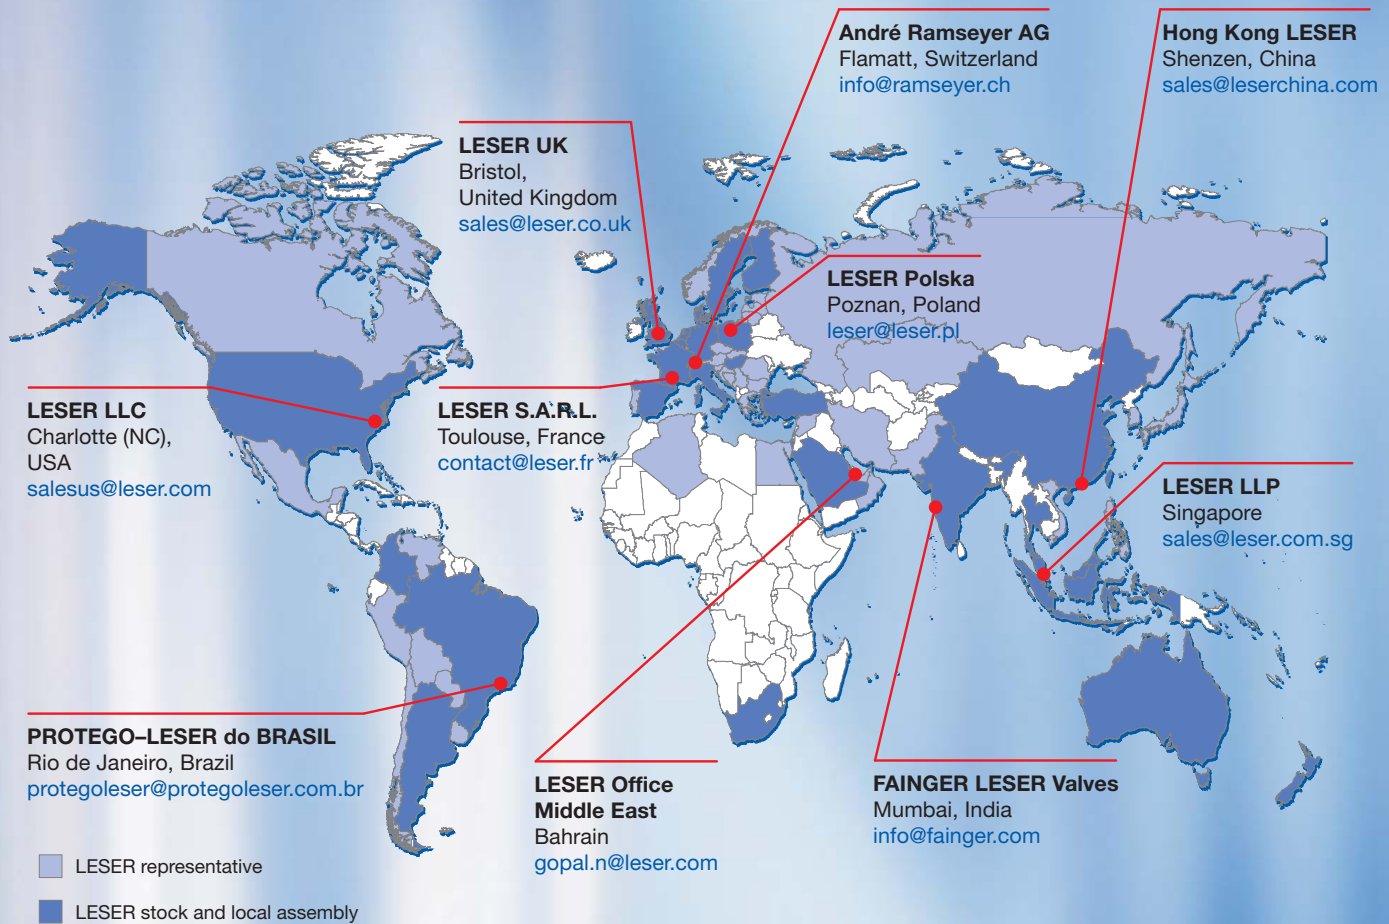 André Ramseyer AG
Flamatt, Switzerland
info@ramseyer.ch
Hong Kong LESER
Shenzen, China
sales@leserchina.com
LESER UK
Bristol,
United Kingdom
sales@leser.co.uk
LESER Polska
Poznan, Poland
leser@leser.pl
LESER LLC
Charlotte (NC),
USA
salesus@leser.com
LESER S.A.R.L.
Toulouse, France
contact@leser.fr
LESER LLP
Singapore
sales@leser.com.sg
PROTEGO–LESER do BRASIL
Rio de Janeiro, Brazil
protegoleser@protegoleser.com.br
LESER Office
Middle East
Bahrain
gopal.n@leser.com
FAINGER LESER Valves
Mumbai, India
info@fainger.com
LESER representative
LESER stock and local assembly